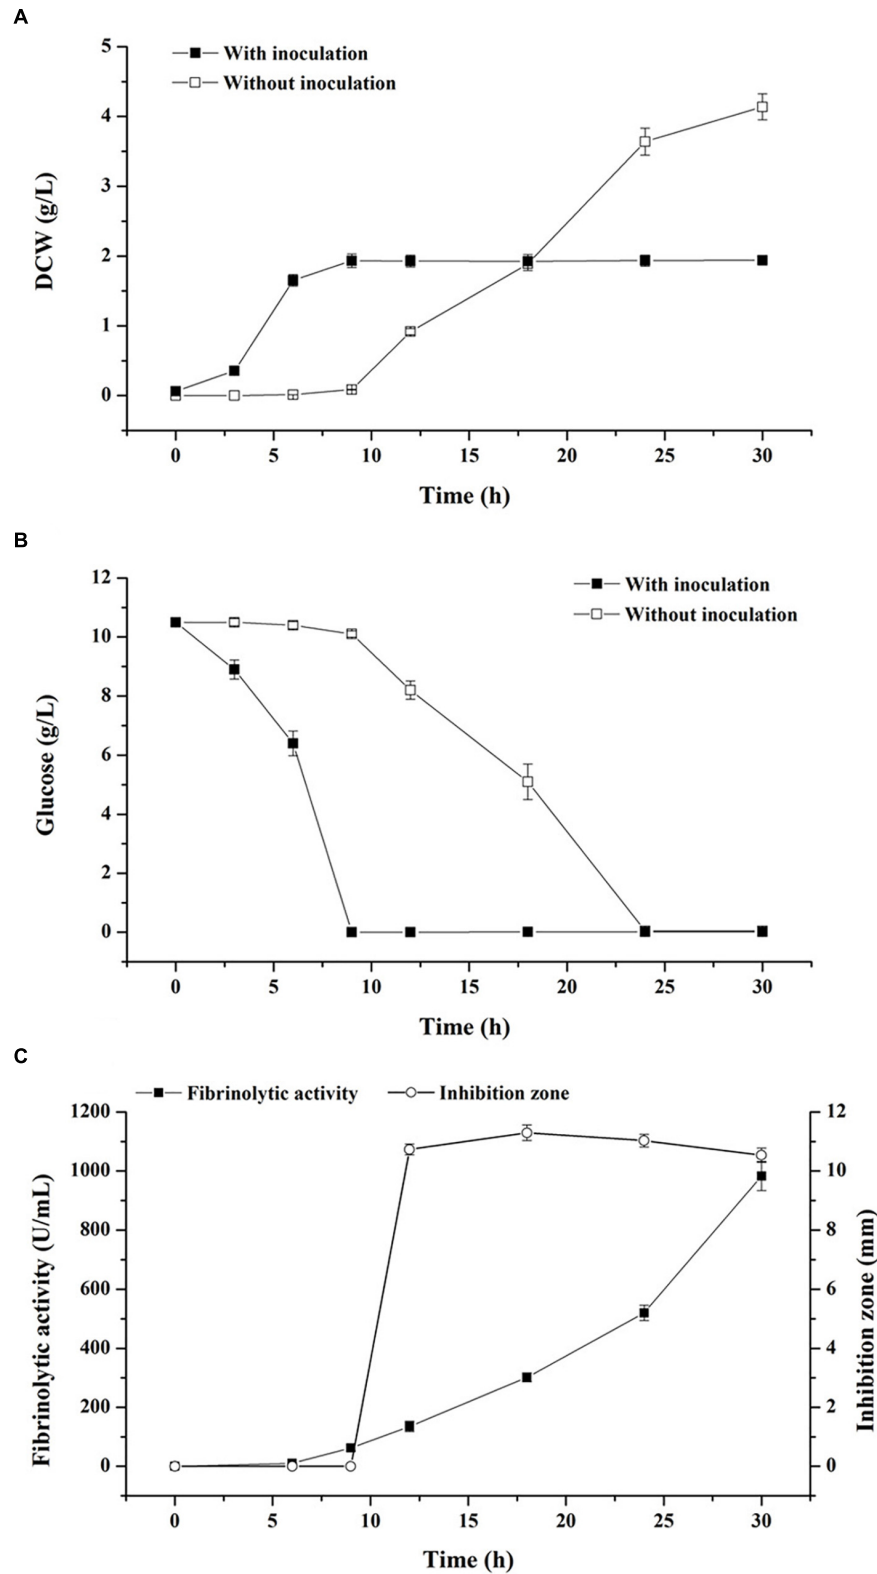 A
With inoculation
Without inoculation
5
4
3
2
1
0
DCW (g/L)
0 5 10 15 20 25 30
Time (h)
B
With inoculation
Without inoculation
12
10
8
6
4
2
0
Glucose (g/L)
0 5 10 15 20 25 30
Time (h)
C
Fibrinolytic activity Inhibition zone
1200
1000
800
600
400
200
0
Fibrinolytic activity (U/mL)
12
10
8
6
4
2
0
Inhibition zone (mm)
0 5 10 15 20 25 30
Time (h)